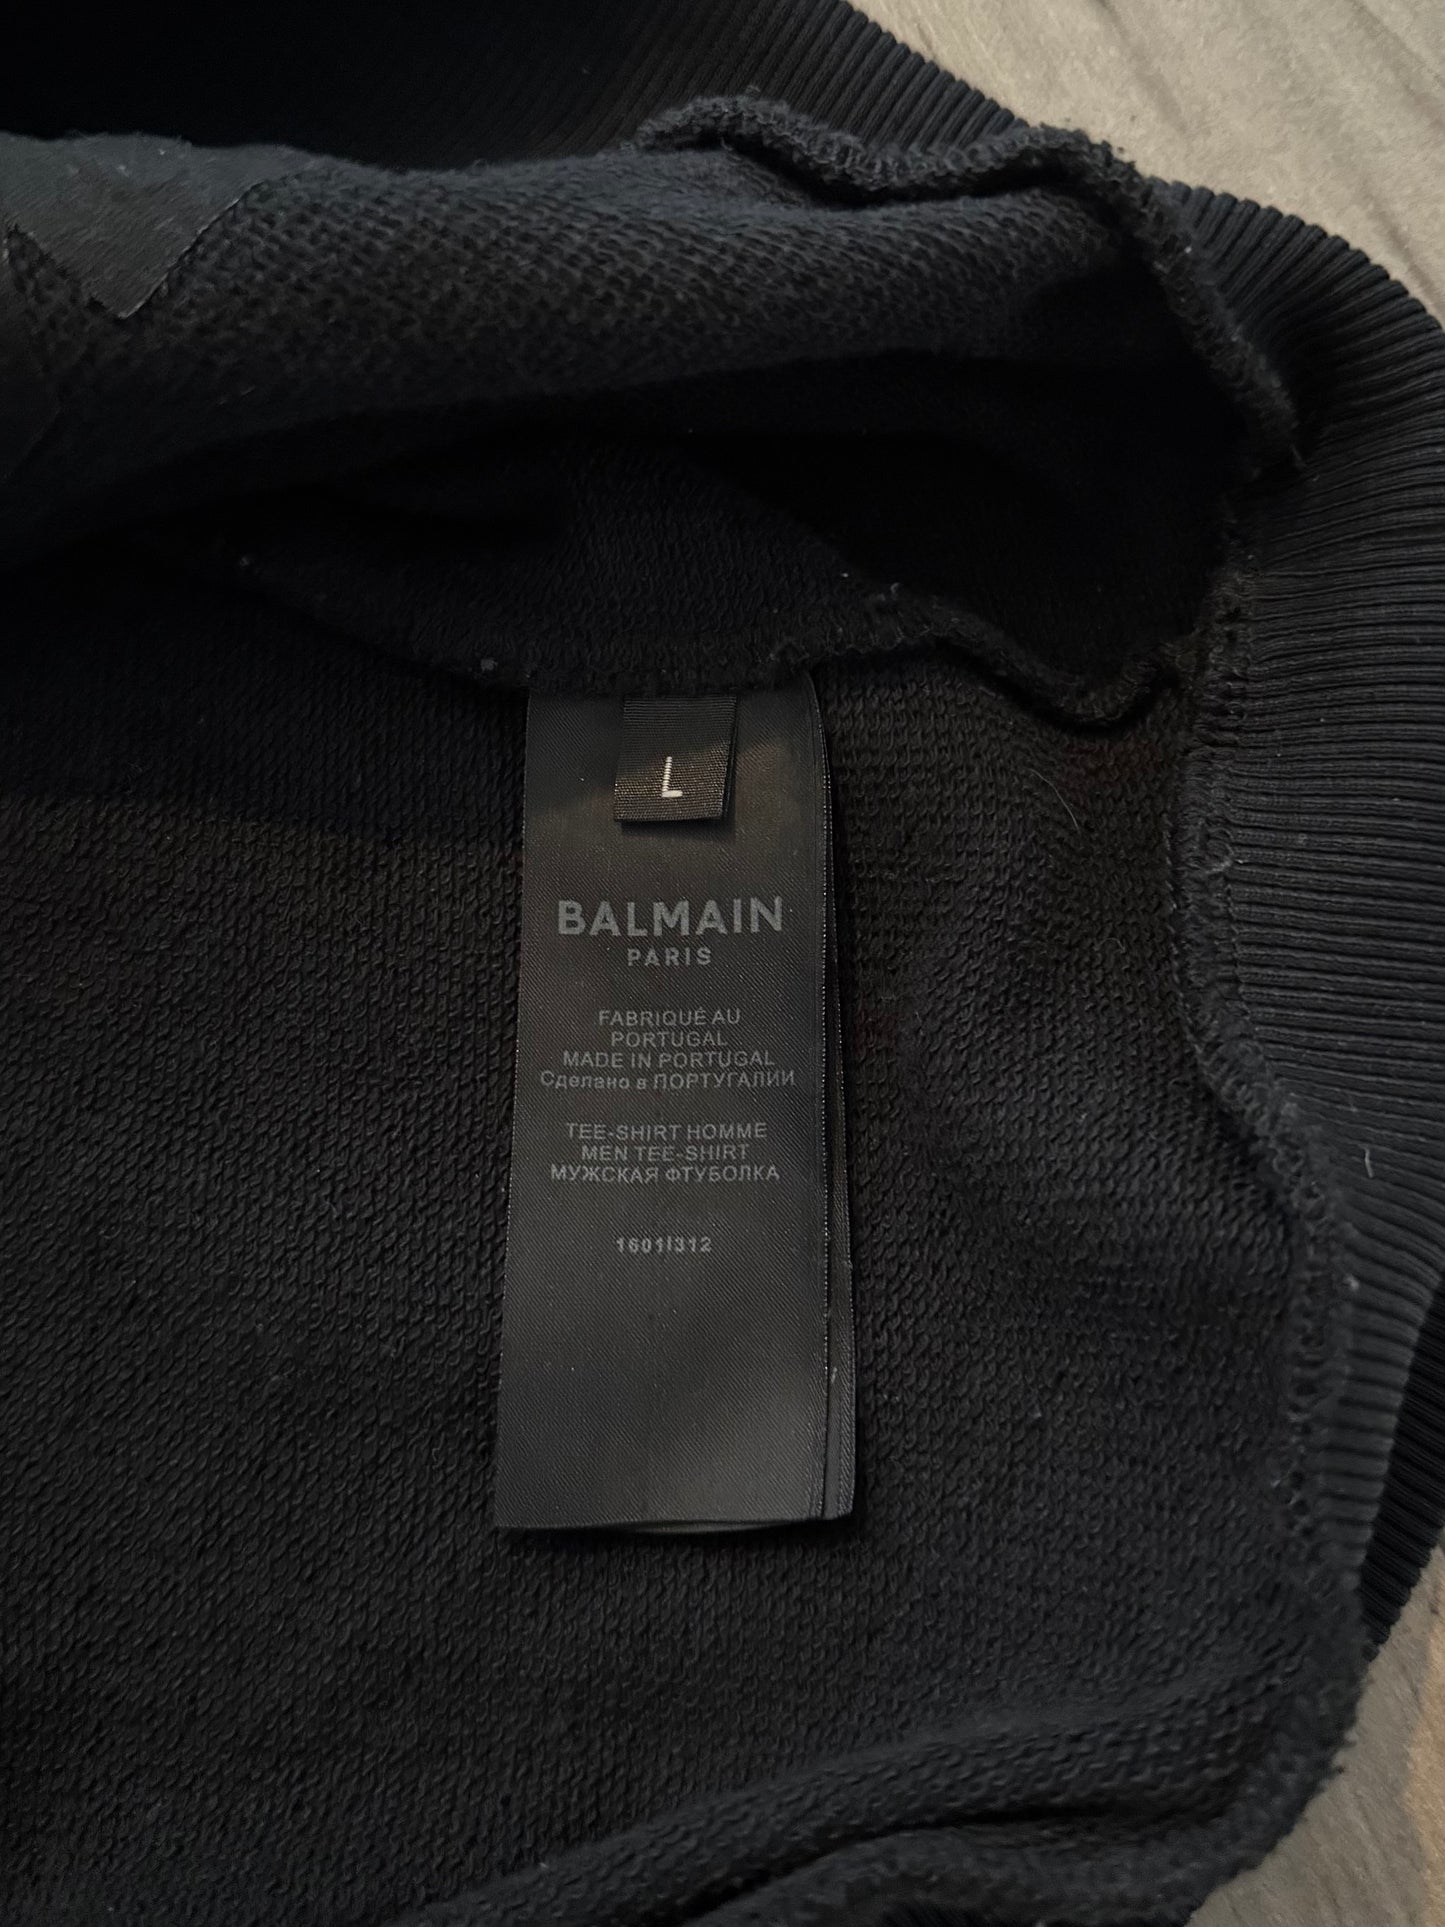 L
BALMAIN
PARIS
FABRIQUÉ AU
PORTUGAL
MADE IN PORTUGAL
Сделано в ПОРТУГАЛИИ
TEE-SHIRT HOMME
MEN TEE-SHIRT
МУЖСКАЯ ФТУБОЛКА
1601I312